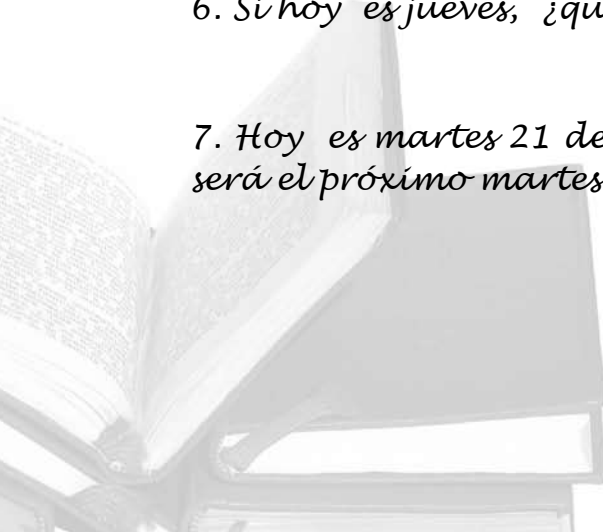 6. Si hoy es jueves, ¿qu
7. Hoy es martes 21 de
será el próximo martes